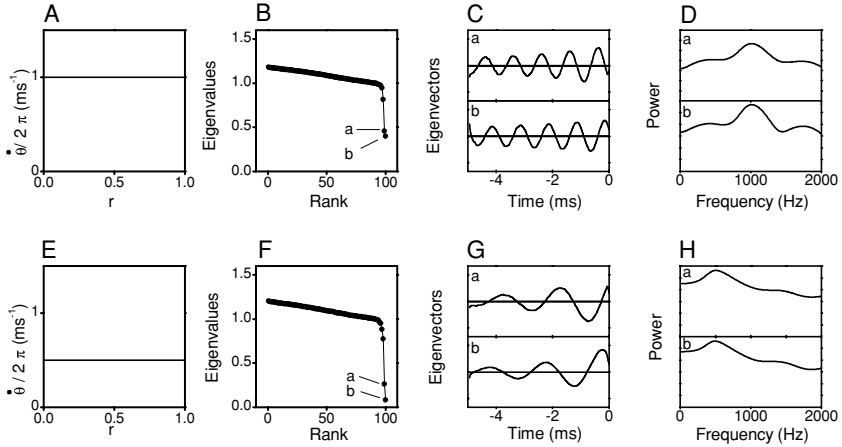 A
B
C
D
θ̇/ 2 π (ms⁻¹)
1
0
0.0
0.5
1.0
r
Eigenvalues
1.5
1.0
0.5
0.0
0
50
100
Rank
a
b
Eigenvectors
a
b
-4
-2
0
Time (ms)
Power
a
b
0
1000
2000
Frequency (Hz)
E
F
G
H
θ̇ / 2 π (ms⁻¹)
1
0
0.0
0.5
1.0
r
Eigenvalues
1.5
1.0
0.5
0.0
0
50
100
Rank
a
b
Eigenvectors
a
b
-4
-2
0
Time (ms)
Power
a
b
0
1000
2000
Frequency (Hz)